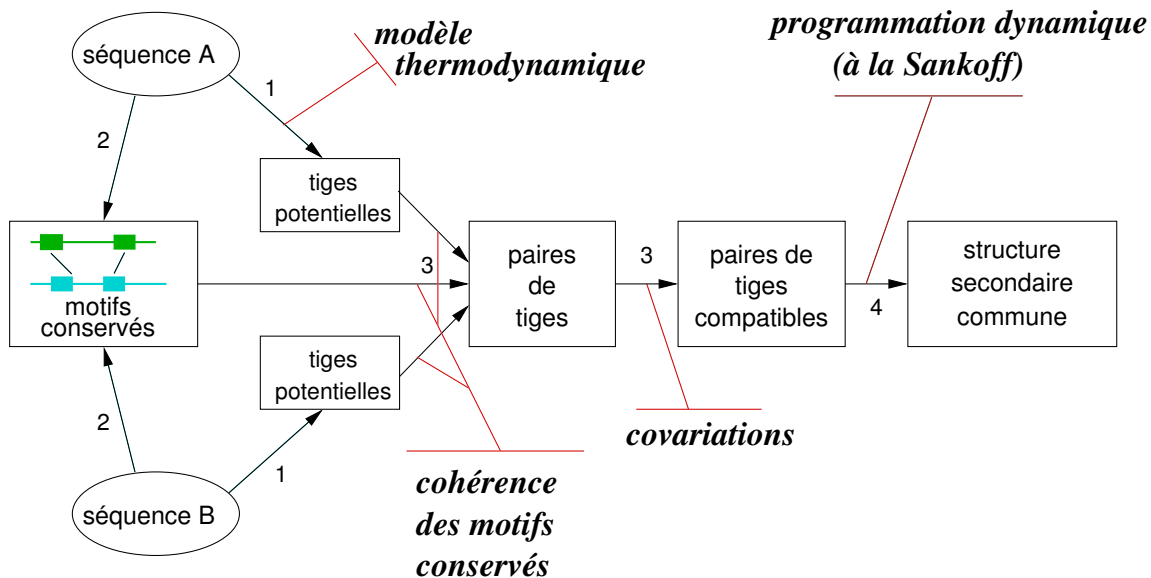 séquence A
1
modèle
thermodynamique
programmation dynamique
(à la Sankoff)
2
tiges
potentielles
motifs
conservés
3
paires
de
tiges
3
paires de
tiges
compatibles
4
structure
secondaire
commune
tiges
potentielles
2
1
séquence B
covariations
cohérence
des motifs
conservés